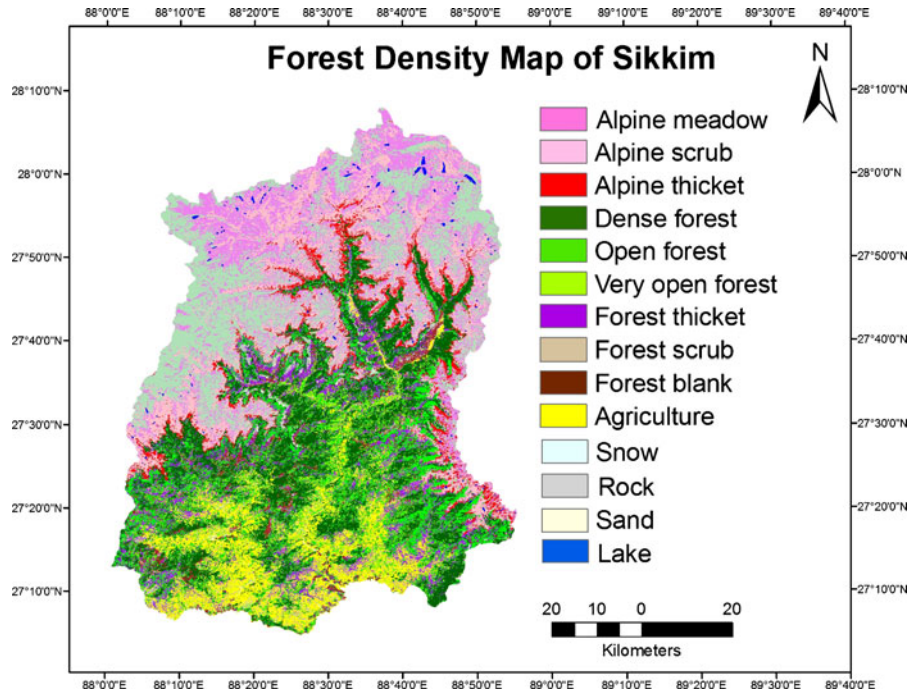 88°0'0"E 88°10'0"E 88°20'0"E 88°30'0"E 88°40'0"E 88°50'0"E 89°0'0"E 89°10'0"E 89°20'0"E 89°30'0"E 89°40'0"E
Forest Density Map of Sikkim
N
28°10'0"N 28°10'0"N
28°0'0"N 28°0'0"N
27°50'0"N 27°50'0"N
27°40'0"N 27°40'0"N
27°30'0"N 27°30'0"N
27°20'0"N 27°20'0"N
27°10'0"N 27°10'0"N
Alpine meadow
Alpine scrub
Alpine thicket
Dense forest
Open forest
Very open forest
Forest thicket
Forest scrub
Forest blank
Agriculture
Snow
Rock
Sand
Lake
20 10 0 20
Kilometers
88°0'0"E 88°10'0"E 88°20'0"E 88°30'0"E 88°40'0"E 88°50'0"E 89°0'0"E 89°10'0"E 89°20'0"E 89°30'0"E 89°40'0"E